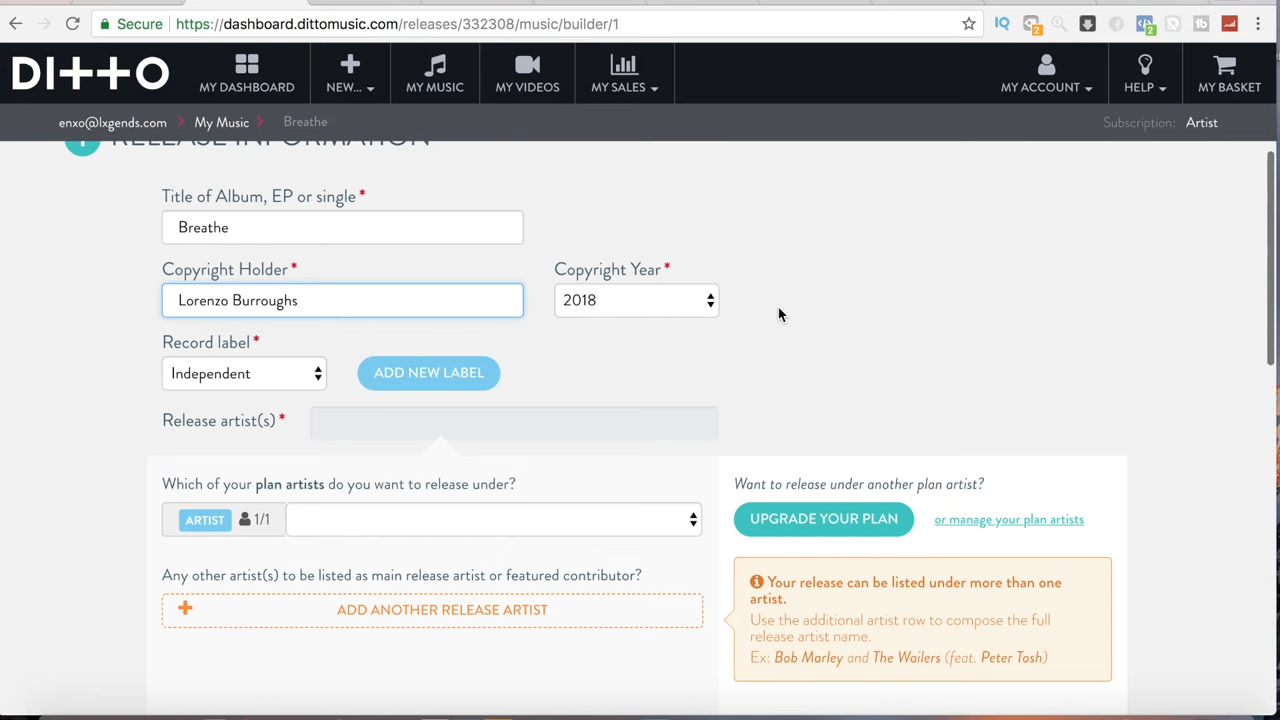 Secure | https://dashboard.dittomusic.com/releases/332308/music/builder/1
DITTO
MY DASHBOARD
NEW...
MY MUSIC
MY VIDEOS
MY SALES
MY ACCOUNT
HELP
MY BASKET
enxo@lxgends.com > My Music > Breathe
Subscription: Artist
RELEASE INFORMATION
Title of Album, EP or single *
Breathe
Copyright Holder *
Copyright Year *
Lorenzo Burroughs
2018
Record label *
Independent
ADD NEW LABEL
Release artist(s) *
Which of your plan artists do you want to release under?
Want to release under another plan artist?
ARTIST 1/1
UPGRADE YOUR PLAN
or manage your plan artists
Any other artist(s) to be listed as main release artist or featured contributor?
+ ADD ANOTHER RELEASE ARTIST
Your release can be listed under more than one
artist.
Use the additional artist row to compose the full
release artist name.
Ex: Bob Marley and The Wailers (feat. Peter Tosh)